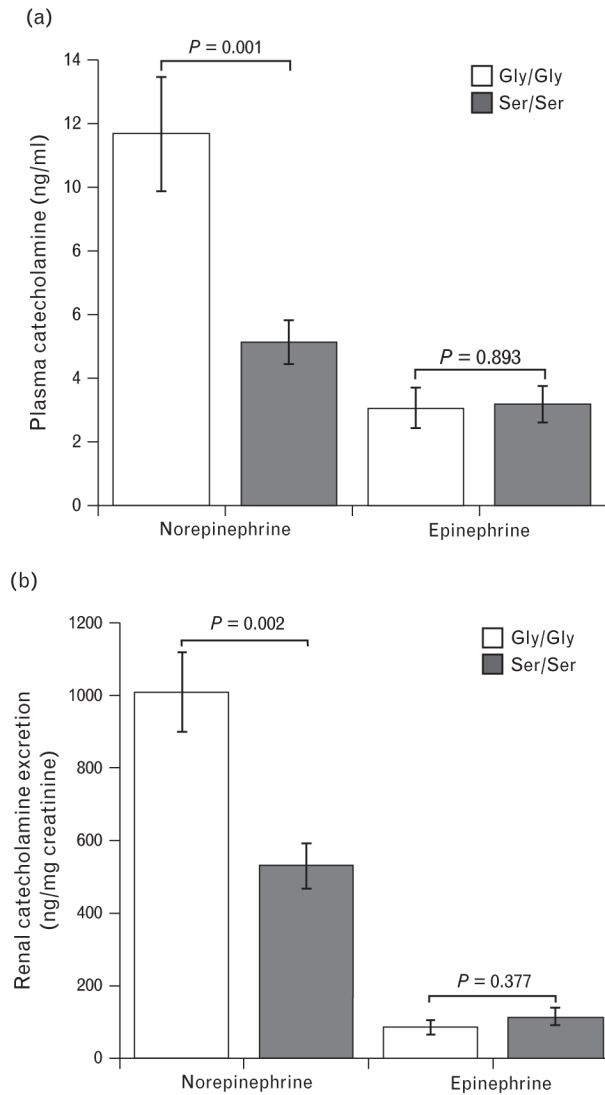 (a)
P = 0.001
Gly/Gly
Ser/Ser
Plasma catecholamine (ng/ml)
14
12
10
6
6
4
2
0
P = 0.893
Norepinephrine
Epinephrine
(b)
P = 0.002
Gly/Gly
Ser/Ser
Renal catecholamine excretion
(ng/mg creatinine)
1200
1000
800
600
400
200
0
P = 0.377
Norepinephrine
Epinephrine